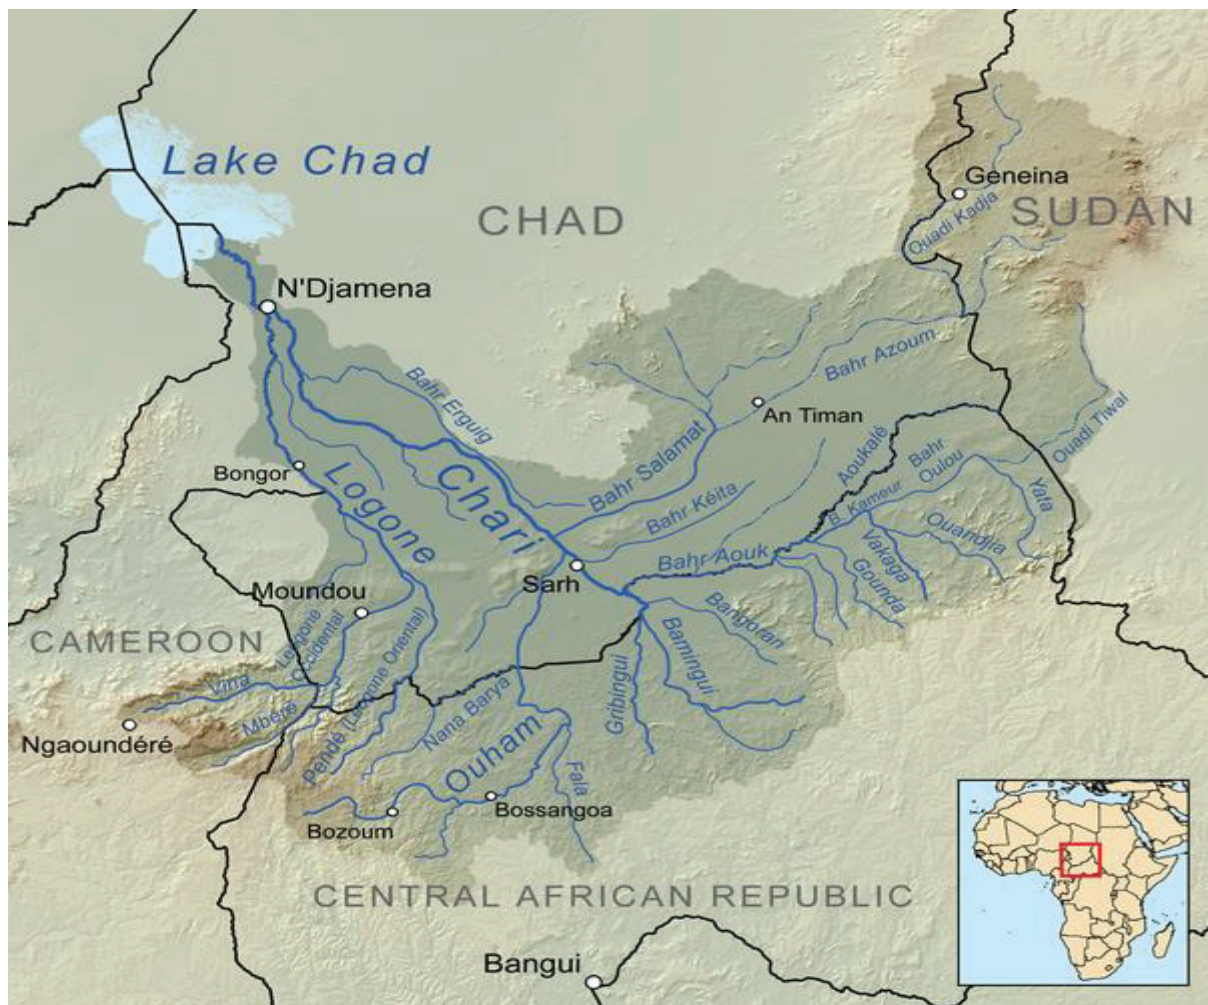 Lake Chad
CHAD
Geneina
SUDAN
Ouadi Kadja
N'Djamena
Bahr Erguig
Bahr Azoum
An Timan
Ouadi Tiwal
Bongor
Logone
Chari
Bahr Salamat
Bahr Kéita
Aoukalé
Bahr
Oulou
B. Kameur
Yata
Ouandjia
Vakaga
Gounda
Bahr Aouk
Sarh
Moundou
Bangoran
Bamingui
Gribingui
CAMEROON
Logone
Occidental
Vina
Mbéré
Pendé (Logone Oriental)
Nana Barya
Ouham
Fala
Ngaoundéré
Bozoum
Bossangoa
CENTRAL AFRICAN REPUBLIC
Bangui